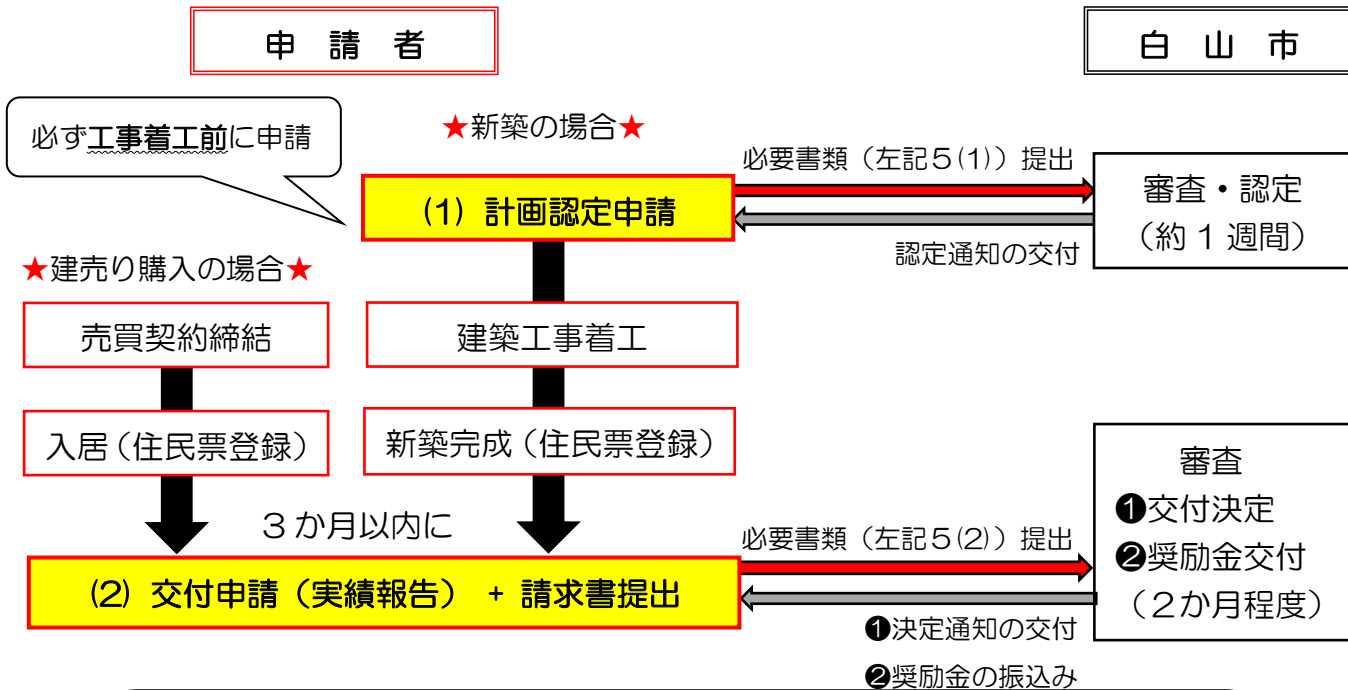 申　請　者
白　山　市
必ず工事着工前に申請
★新築の場合★
必要書類（左記５(1)）提出
(1) 計画認定申請
審査・認定
（約１週間）
認定通知の交付
★建売り購入の場合★
売買契約締結
建築工事着工
入居（住民票登録）
新築完成（住民票登録）
３か月以内に
必要書類（左記５(2)）提出
(2) 交付申請（実績報告） + 請求書提出
審査
❶交付決定
❷奨励金交付
（２か月程度）
❶決定通知の交付
❷奨励金の振込み